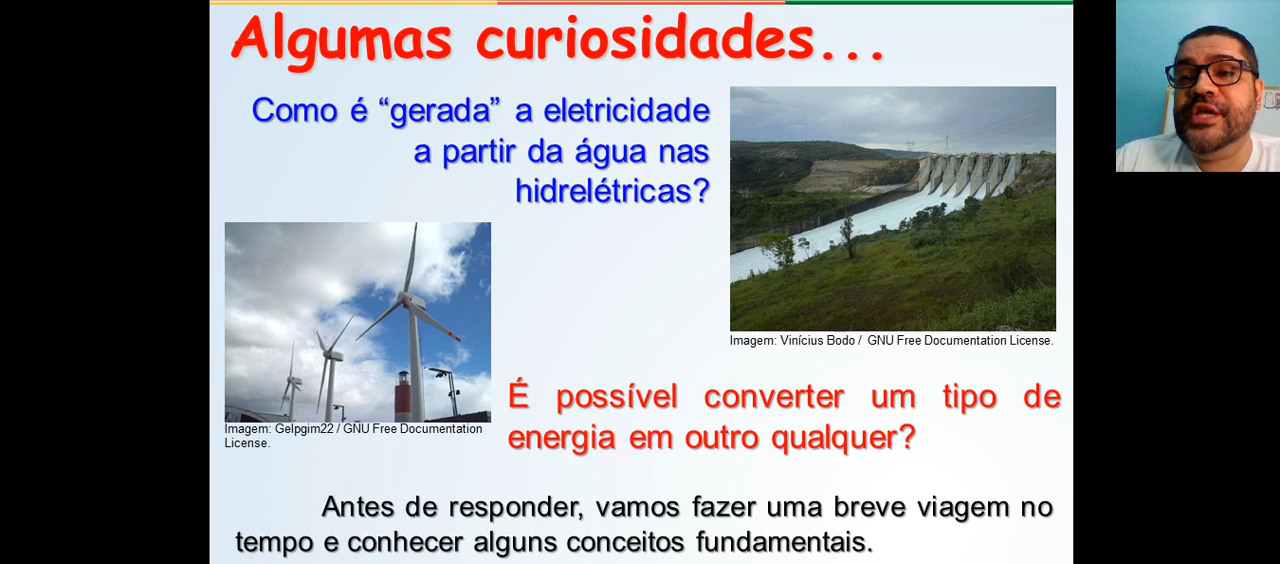 Algumas curiosidades...
Como é “gerada” a eletricidade
a partir da água nas
hidrelétricas?
Imagem: Vinícius Bodo / GNU Free Documentation License.
Imagem: Gelpgim22 / GNU Free Documentation
License.
É possível converter um tipo de
energia em outro qualquer?
Antes de responder, vamos fazer uma breve viagem no
tempo e conhecer alguns conceitos fundamentais.